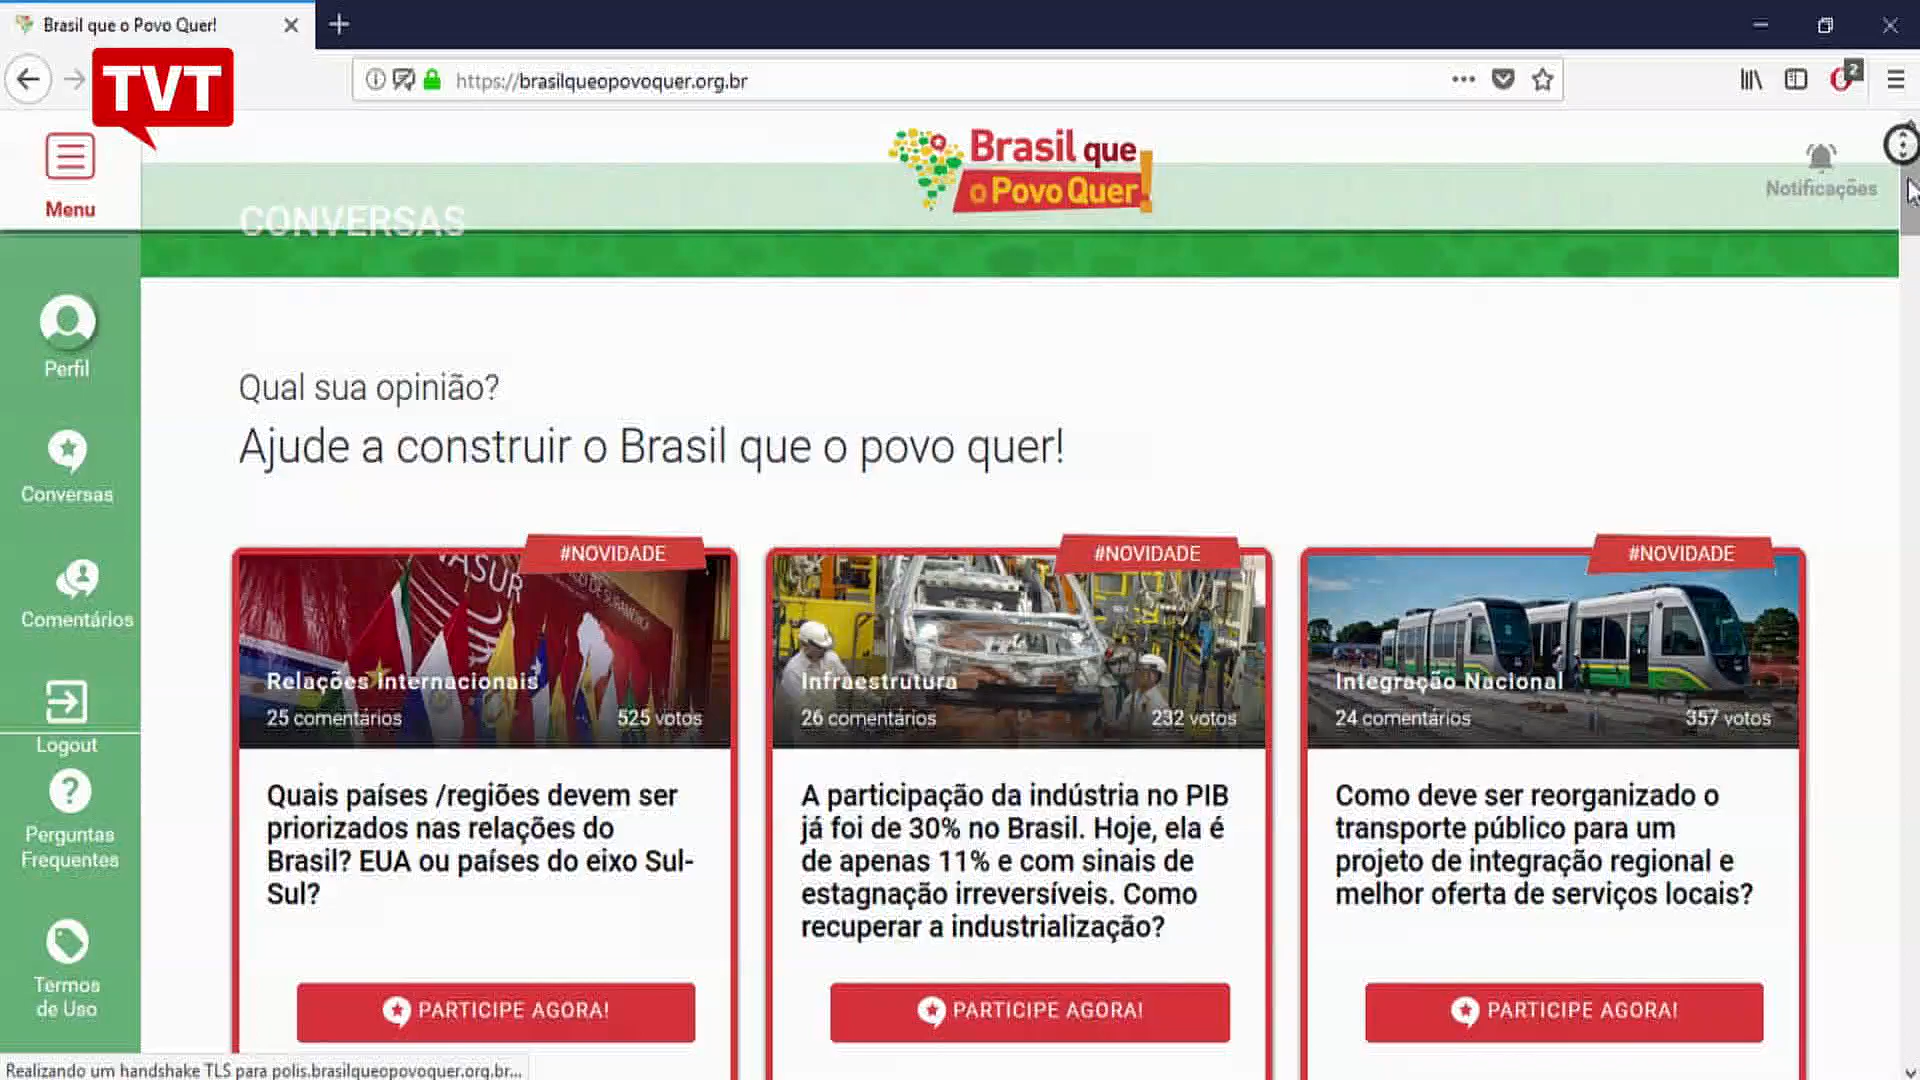 Brasil que o Povo Quer!
TVT
https://brasilqueopovoquer.org.br
2
Menu
Brasil que
o Povo Quer!
Notificações
CONVERSAS
Perfil
Conversas
Comentários
Logout
Perguntas
Frequentes
Termos
de Uso
Qual sua opinião?
Ajude a construir o Brasil que o povo quer!
#NOVIDADE
NASUR
Relações Internacionais
25 comentários
525 votos
Quais países /regiões devem ser
priorizados nas relações do
Brasil? EUA ou países do eixo Sul-
Sul?
PARTICIPE AGORA!
#NOVIDADE
Infraestrutura
26 comentários
232 votos
A participação da indústria no PIB
já foi de 30% no Brasil. Hoje, ela é
de apenas 11% e com sinais de
estagnação irreversíveis. Como
recuperar a industrialização?
PARTICIPE AGORA!
#NOVIDADE
Integração Nacional
24 comentários
357 votos
Como deve ser reorganizado o
transporte público para um
projeto de integração regional e
melhor oferta de serviços locais?
PARTICIPE AGORA!
Realizando um handshake TLS para polis.brasilqueopovoquer.org.br...